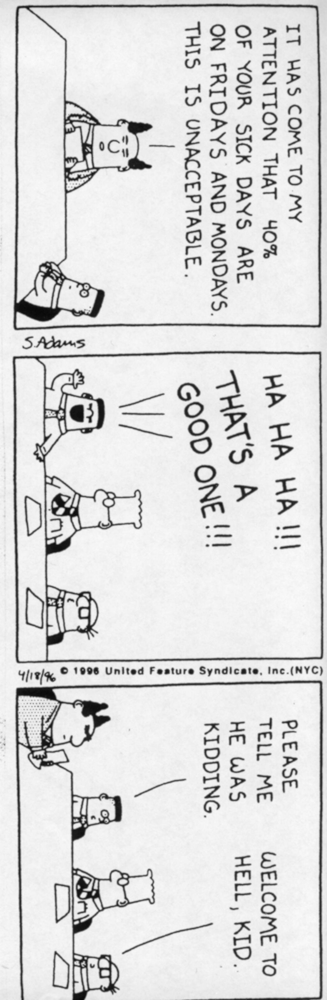 IT HAS COME TO MY
ATTENTION THAT 40%
OF YOUR SICK DAYS ARE
ON FRIDAYS AND MONDAYS.
THIS IS UNACCEPTABLE.
S.Adams
HA HA HA!!!
THAT'S A
GOOD ONE!!!
4/18/96 © 1996 United Feature Syndicate, Inc.(NYC)
PLEASE
TELL ME
HE WAS
KIDDING.
WELCOME TO
HELL, KID.